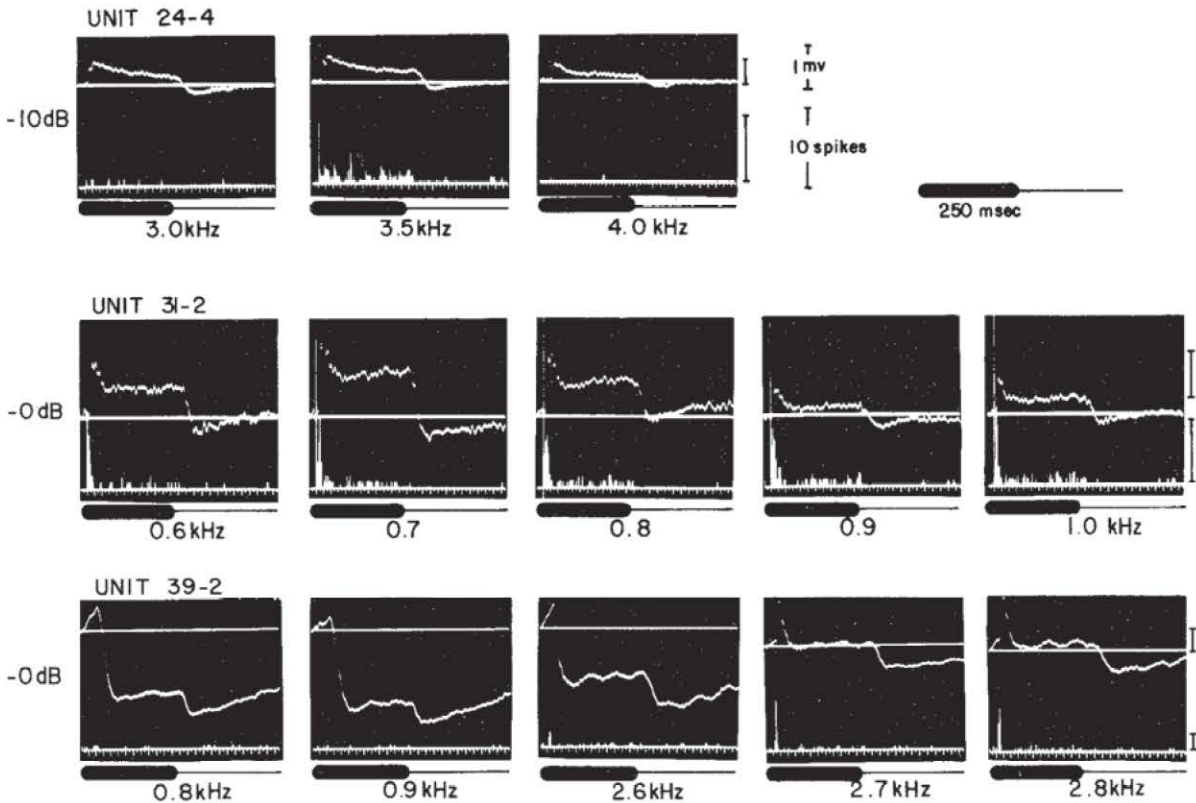 UNIT 24-4
-10dB
1 mv
10 spikes
250 msec
3.0kHz
3.5kHz
4.0 kHz
UNIT 31-2
-0dB
0.6kHz
0.7
0.8
0.9
1.0 kHz
UNIT 39-2
-0dB
0.8kHz
0.9kHz
2.6kHz
2.7kHz
2.8kHz